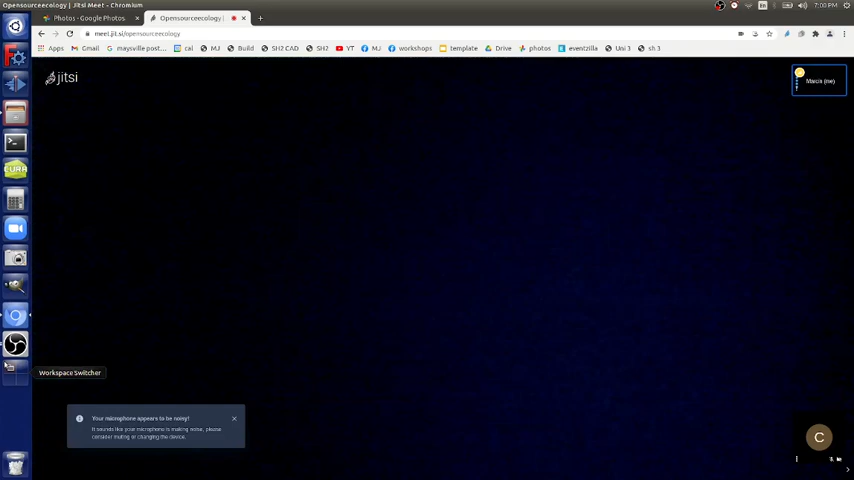 Opensourceecology | Jitsi Meet - Chromium
En
7:00 PM
Photos - Google Photos
Opensourceecology |
meet.jit.si/opensourceecology
Apps
Gmail
maysville post...
cal
MJ
Build
SH2 CAD
SH2
YT
MJ
workshops
template
Drive
photos
eventzilla
Uni 3
sh 3
jitsi
Marcin (me)
CURA
Workspace Switcher
Your microphone appears to be noisy!
It sounds like your microphone is making noise, please
consider muting or changing the device.
C